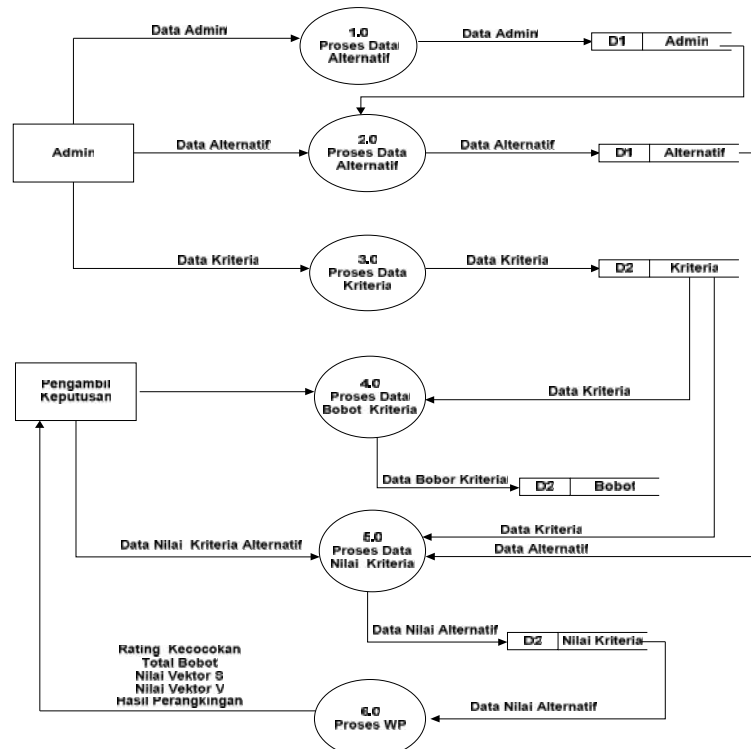 Data Admin
1.0
Proses Data
Alternatif
Data Admin
D1 Admin
Admin
Data Alternatif
2.0
Proses Data
Alternatif
Data Alternatif
D1 Alternatif
Data Kriteria
3.0
Proses Data
Kriteria
Data Kriteria
D2 Kriteria
Pengambil
Keputusan
4.0
Proses Data
Bobot Kriteria
Data Kriteria
Data Bobor Kriteria
D2 Bobot
Data Nilai Kriteria Alternatif
5.0
Proses Data
Nilai Kriteria
Data Kriteria
Data Alternatif
Data Nilai Alternatif
D2 Nilai Kriteria
Rating Kecocokan
Total Bobot
Nilai Vektor S
Nilai Vektor V
Hasil Perangkingan
6.0
Proses WP
Data Nilai Alternatif